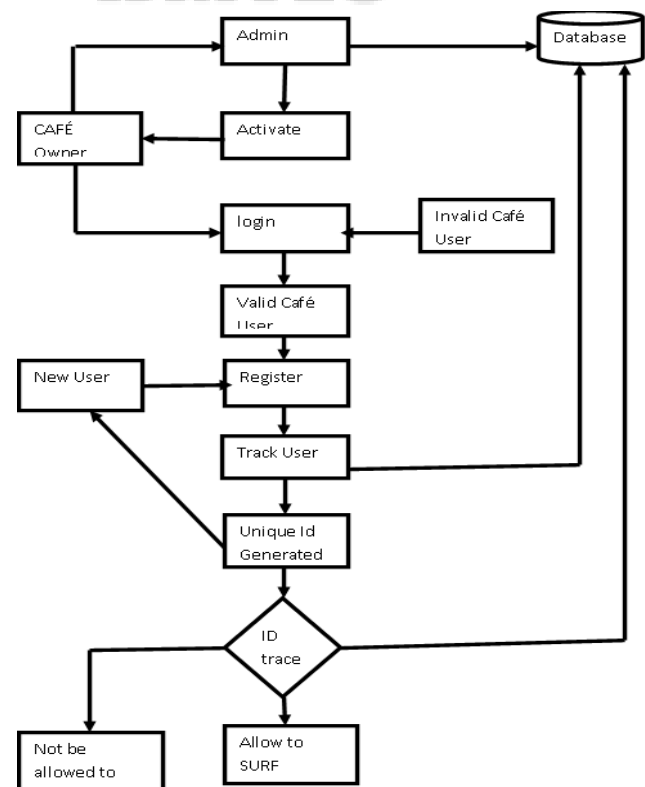 Admin
Database
CAFÉ
Owner
Activate
login
Invalid Café
User
Valid Café
User
New User
Register
Track User
Unique Id
Generated
ID
trace
Not be
allowed to
Allow to
SURF